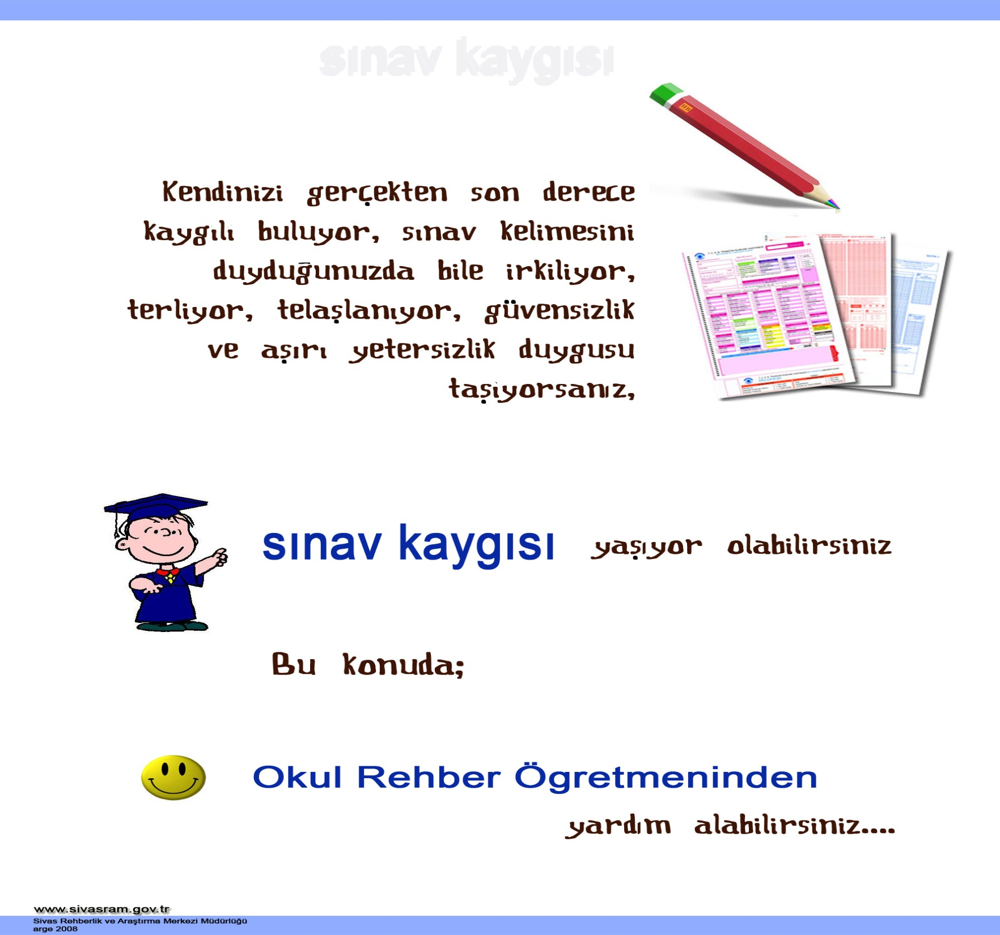 sınav kaygısı
HB
Kendinizi gerçekten son derece
kaygılı buluyor, sınav kelimesini
duyduğunuzda bile irkiliyor,
terliyor, telaşlanıyor, güvensizlik
ve aşırı yetersizlik duygusu
taşıyorsanız,
sınav kaygısı yaşıyor olabilirsiniz
Bu konuda;
Okul Rehber Ögretmeninden
yardım alabilirsiniz....
www.sivasram.gov.tr
Sivas Rehberlik ve Araştırma Merkezi Müdürlüğü
arge 2008